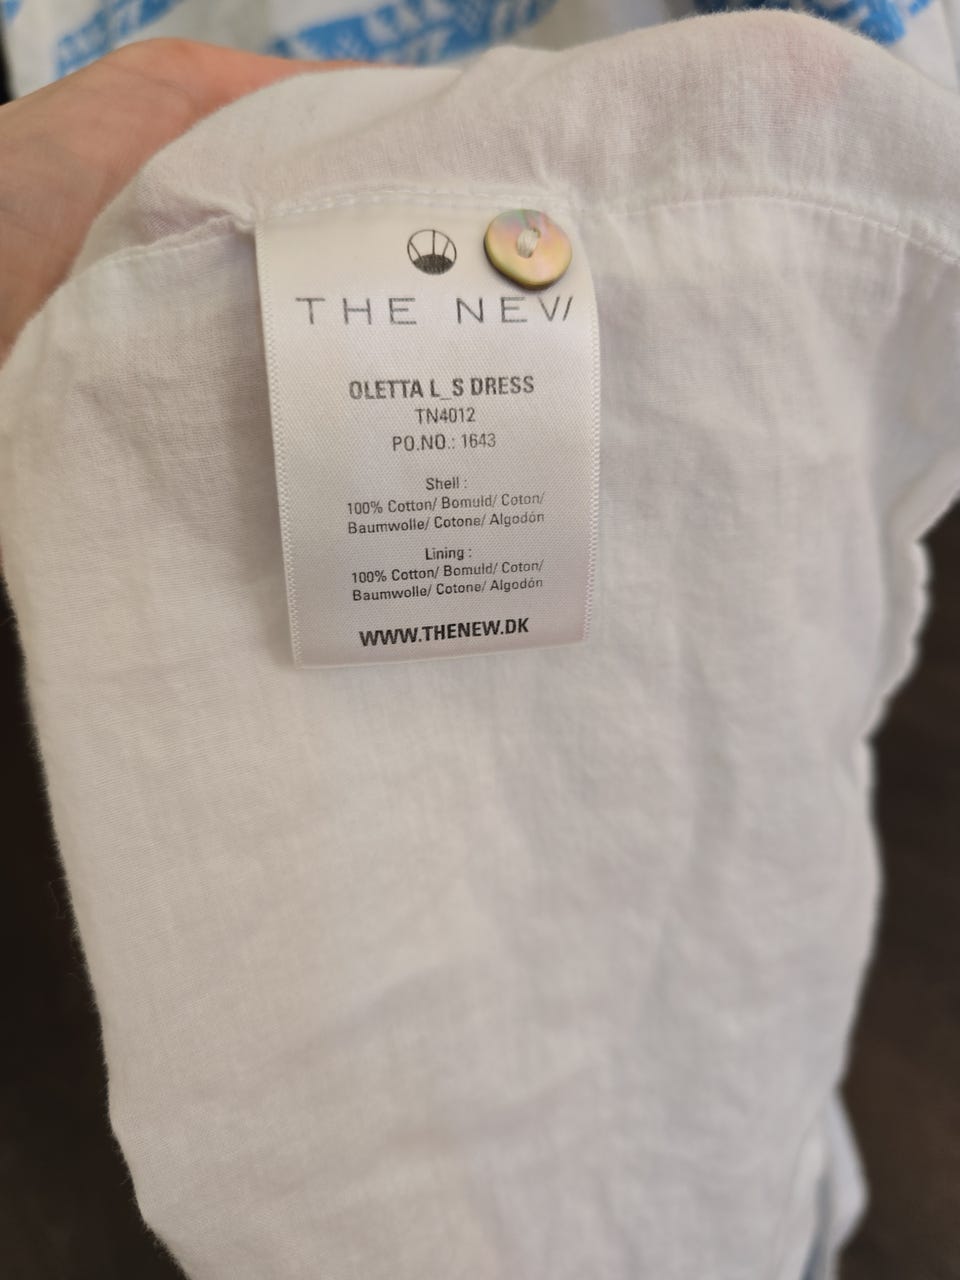 THE NEW
OLETTA L_S DRESS
TN4012
PO.NO.: 1643
Shell :
100% Cotton/ Bomuld/ Coton/
Baumwolle/ Cotone/ Algodón
Lining :
100% Cotton/ Bomuld/ Coton/
Baumwolle/ Cotone/ Algodón
WWW.THENEW.DK